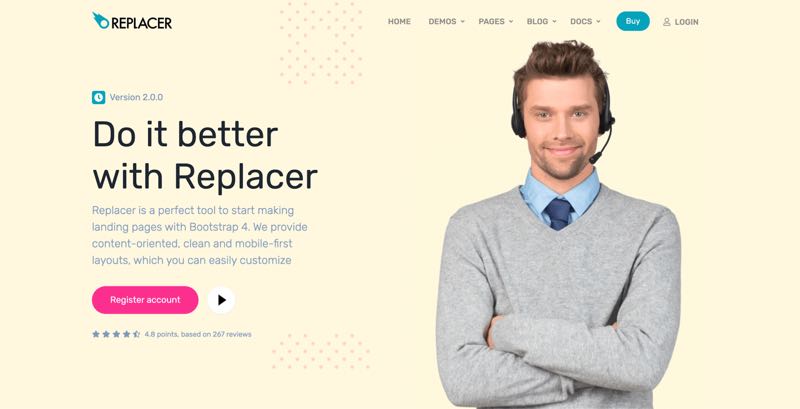 REPLACER
HOME DEMOS PAGES BLOG DOCS Buy LOGIN
Version 2.0.0
Do it better
with Replacer
Replacer is a perfect tool to start making
landing pages with Bootstrap 4. We provide
content-oriented, clean and mobile-first
layouts, which you can easily customize
Register account
4.8 points, based on 267 reviews